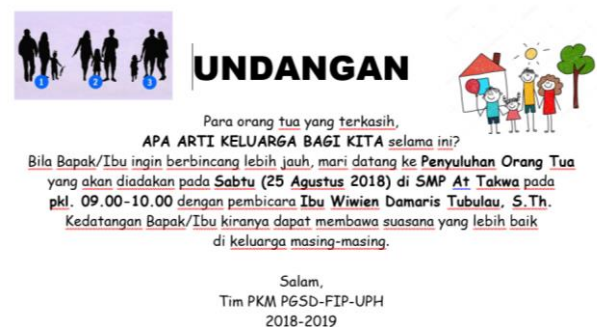 1 2 3
UNDANGAN
Para orang tua yang terkasih,
APA ARTI KELUARGA BAGI KITA selama ini?
Bila Bapak/Ibu ingin berbincang lebih jauh, mari datang ke Penyuluhan Orang Tua
yang akan diadakan pada Sabtu (25 Agustus 2018) di SMP At Takwa pada
pkl. 09.00-10.00 dengan pembicara Ibu Wiwien Damaris Tubulau, S.Th.
Kedatangan Bapak/Ibu kiranya dapat membawa suasana yang lebih baik
di keluarga masing-masing.
Salam,
Tim PKM PGSD-FIP-UPH
2018-2019